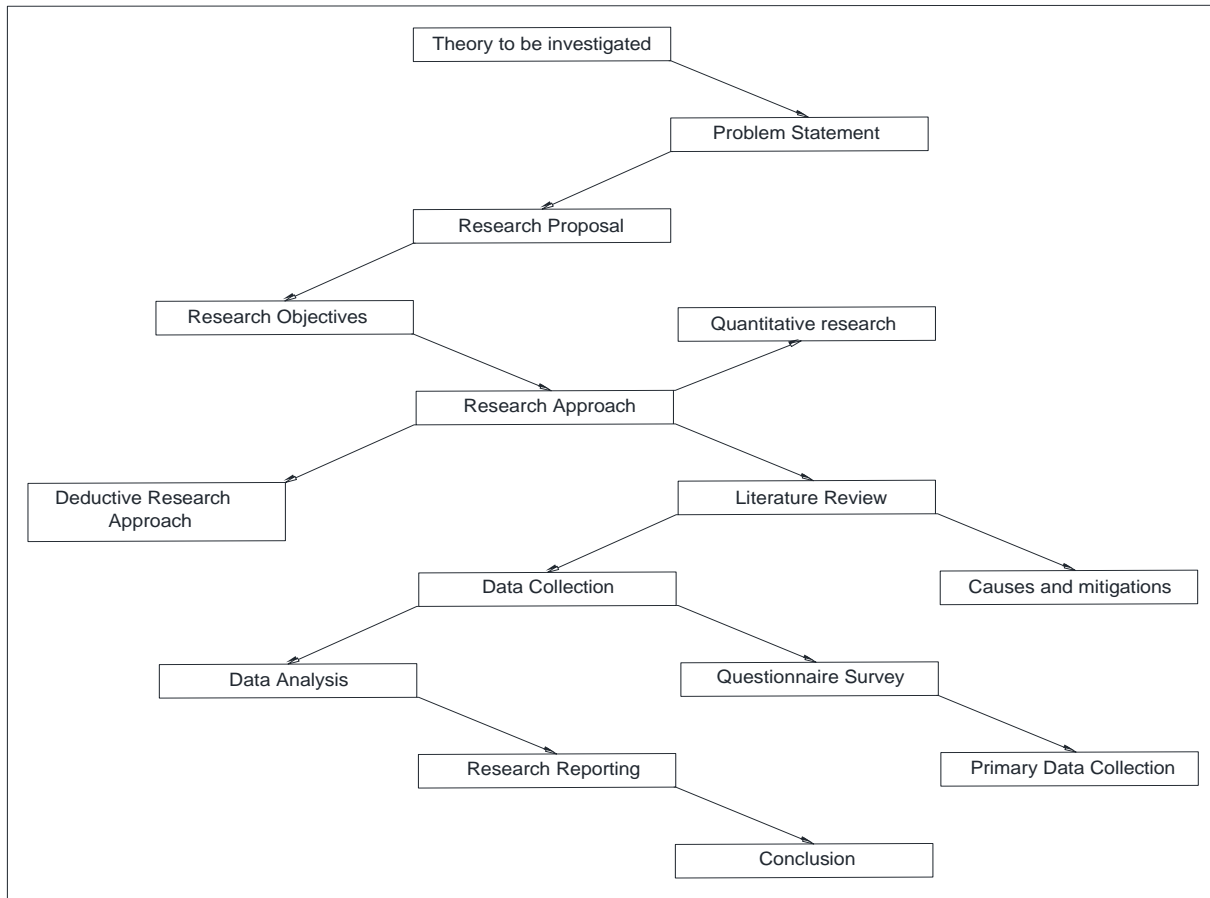 Theory to be investigated
Problem Statement
Research Proposal
Research Objectives
Quantitative research
Research Approach
Deductive Research
Approach
Literature Review
Data Collection
Causes and mitigations
Data Analysis
Questionnaire Survey
Research Reporting
Primary Data Collection
Conclusion